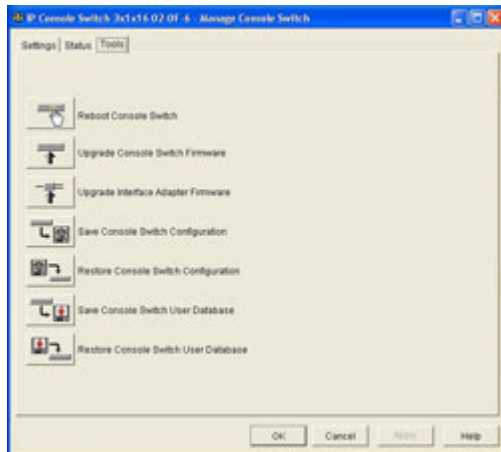 IP Console Switch 3x1x16 02-0F-6 - Manage Console Switch
Settings Status Tools
Reboot Console Switch
Upgrade Console Switch Firmware
Upgrade Interface Adapter Firmware
Save Console Switch Configuration
Restore Console Switch Configuration
Save Console Switch User Database
Restore Console Switch User Database
OK Cancel Apply Help